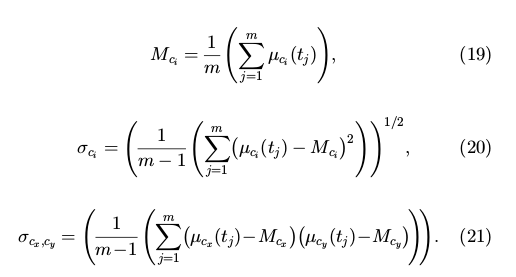 $M_{c_i} = \frac{1}{m}\left(\sum_{j=1}^{m} \mu_{c_i}(t_j)\right),$ (19)
$\sigma_{c_i} = \left(\frac{1}{m-1}\left(\sum_{j=1}^{m}\left(\mu_{c_i}(t_j) - M_{c_i}\right)^2\right)\right)^{1/2},$ (20)
$\sigma_{c_x,c_y} = \left(\frac{1}{m-1}\left(\sum_{j=1}^{m}\left(\mu_{c_x}(t_j) - M_{c_x}\right)\left(\mu_{c_y}(t_j) - M_{c_y}\right)\right)\right).$ (21)